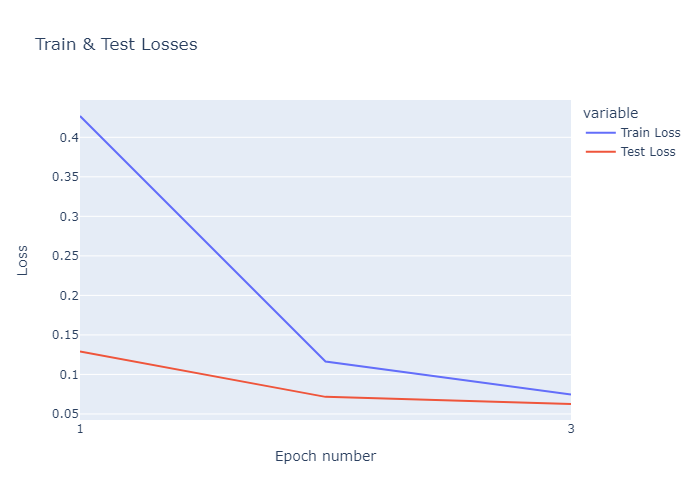 Train & Test Losses
variable
Train Loss
Test Loss
0.4
0.35
0.3
0.25
0.2
0.15
0.1
0.05
Loss
1
3
Epoch number